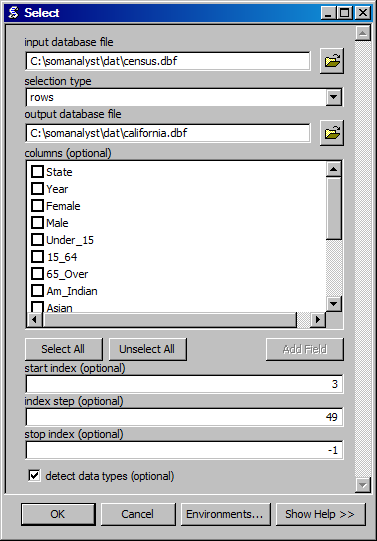 Select
input database file
C:\somanalyst\dat\census.dbf
selection type
rows
output database file
C:\somanalyst\dat\california.dbf
columns (optional)
State
Year
Female
Male
Under_15
15_64
65_Over
Am_Indian
Asian
Select All Unselect All Add Field
start index (optional)
3
index step (optional)
49
stop index (optional)
-1
detect data types (optional)
OK Cancel Environments... Show Help >>